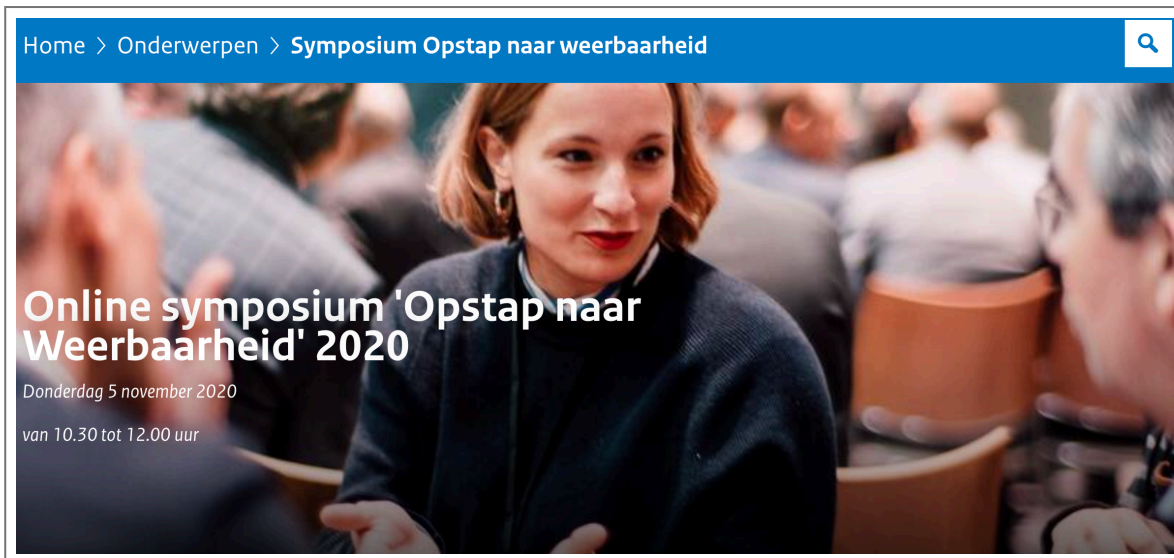 Home > Onderwerpen > Symposium Opstap naar weerbaarheid
Online symposium 'Opstap naar
Weerbaarheid' 2020
Donderdag 5 november 2020
van 10.30 tot 12.00 uur